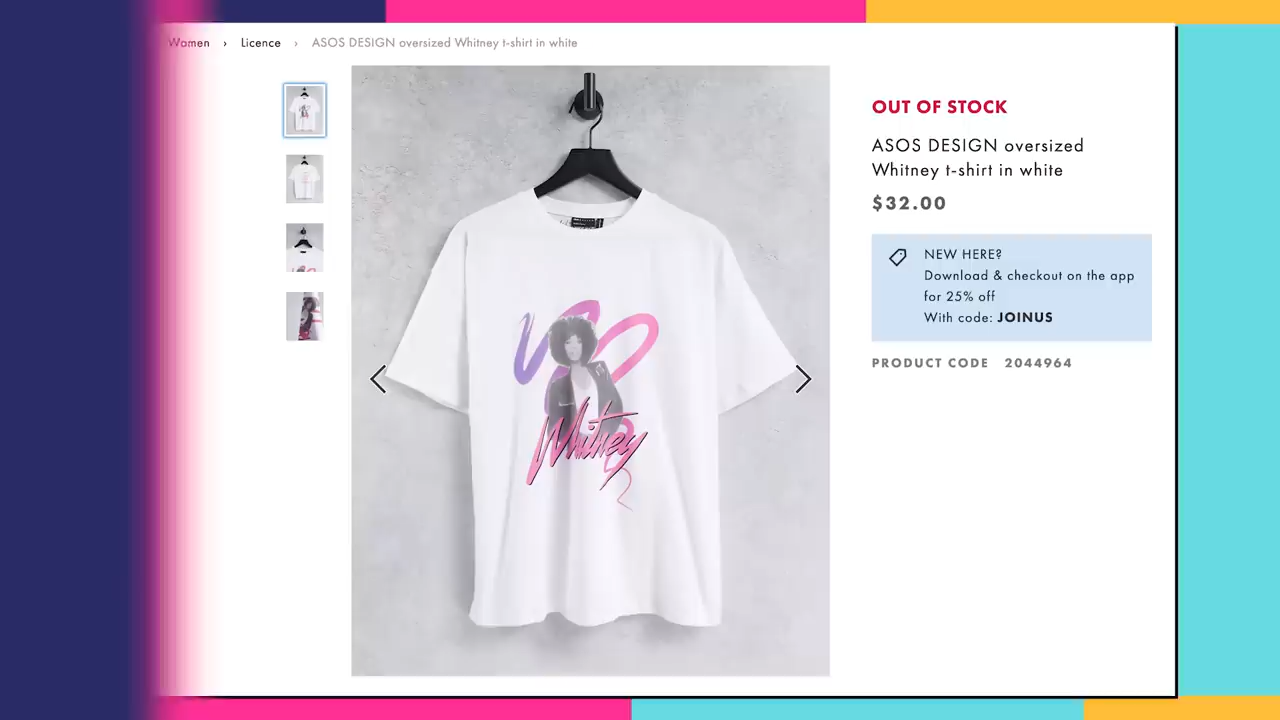 Women › Licence › ASOS DESIGN oversized Whitney t-shirt in white
OUT OF STOCK
ASOS DESIGN oversized
Whitney t-shirt in white
$32.00
NEW HERE?
Download & checkout on the app
for 25% off
With code: JOINUS
PRODUCT CODE 2044964
Whitney